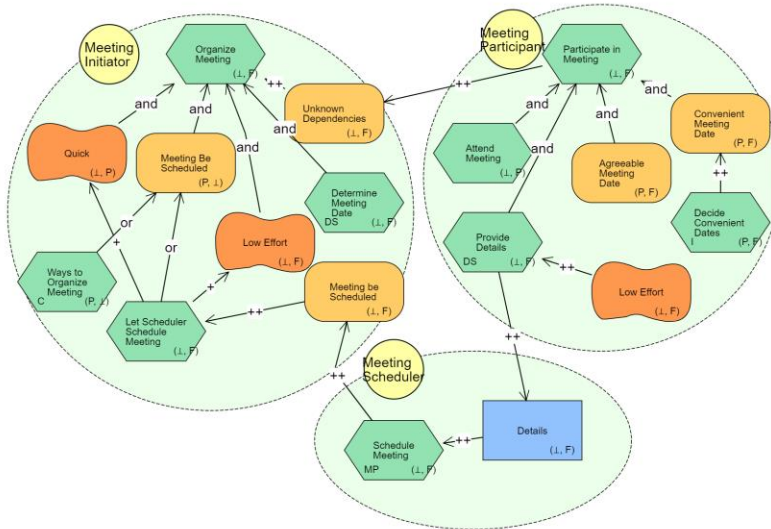 Meeting
Initiator
Organize
Meeting
(⊥, F)
++
Unknown
Dependencies
(⊥, F)
and
and
and
and
Quick
(⊥, P)
Meeting Be
Scheduled
(P, ⊥)
Determine
Meeting
Date
DS
(⊥, F)
or
or
+
+
Low Effort
(⊥, F)
Ways to
Organize
Meeting
C
(P, ⊥)
Let Scheduler
Schedule
Meeting
(⊥, F)
++
Meeting be
Scheduled
(⊥, F)
++
Meeting
Participant
Participate in
Meeting
(⊥, F)
++
and
and
and
and
Convenient
Meeting
Date
(P, F)
Attend
Meeting
(⊥, P)
Agreeable
Meeting
Date
(P, F)
++
Decide
Convenient
Dates
I
(P, F)
Provide
Details
DS
(⊥, F)
++
Low Effort
(⊥, F)
++
Meeting
Scheduler
Schedule
Meeting
MP
(⊥, F)
++
Details
(⊥, F)